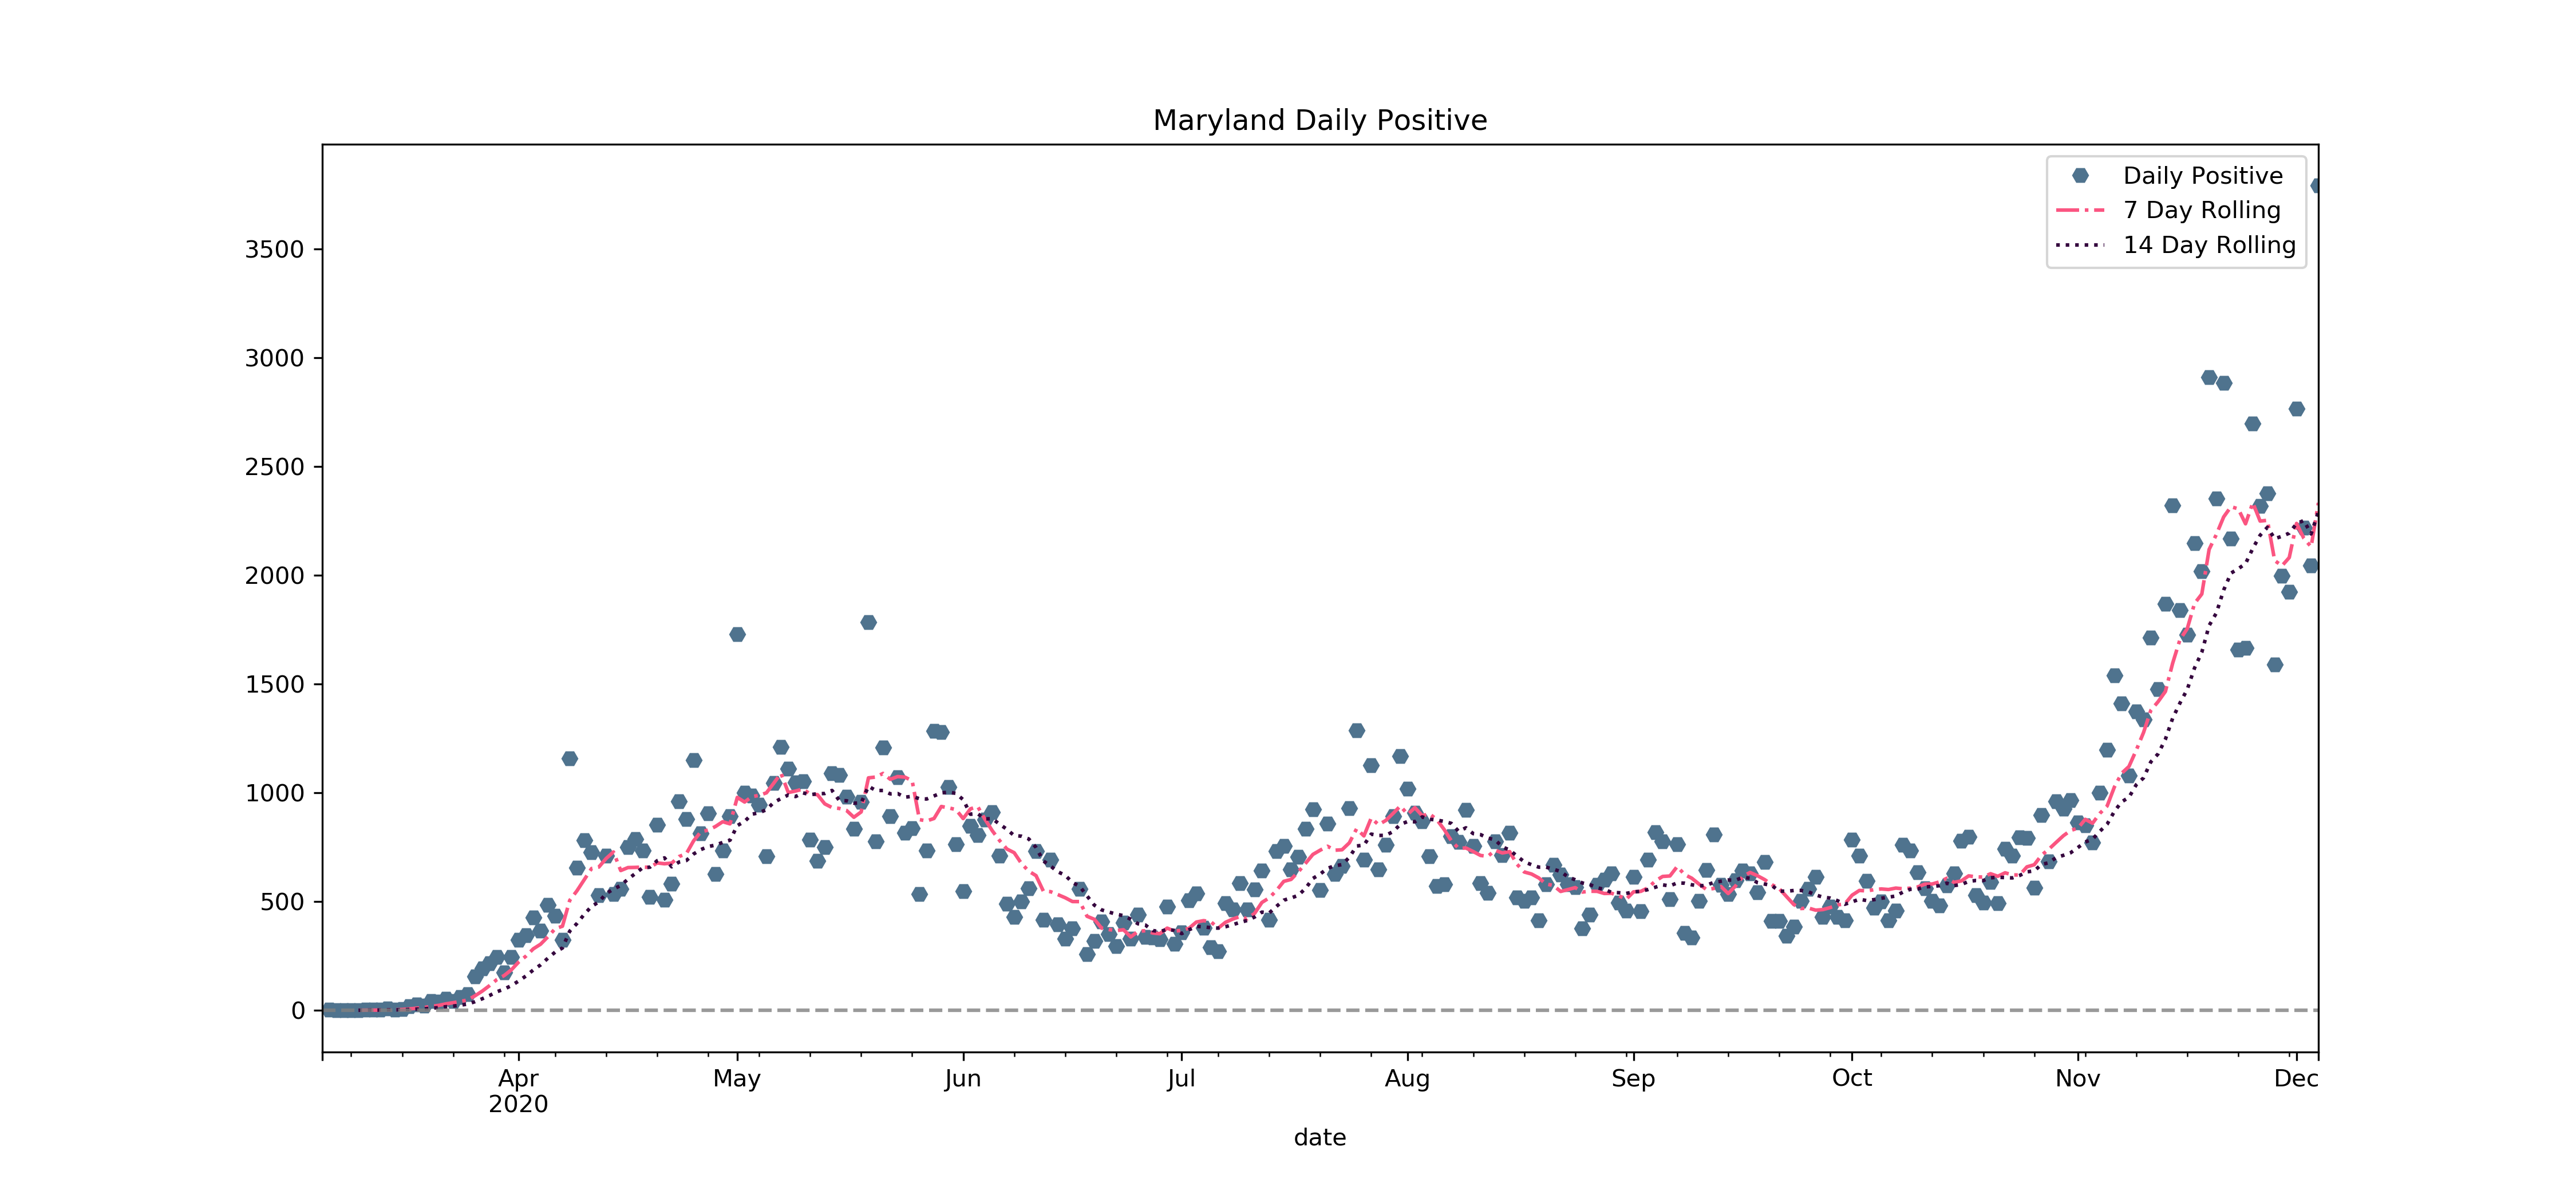 Maryland Daily Positive
Daily Positive
7 Day Rolling
14 Day Rolling
3500
3000
2500
2000
1500
1000
500
0
Apr May Jun Jul Aug Sep Oct Nov Dec
2020
date